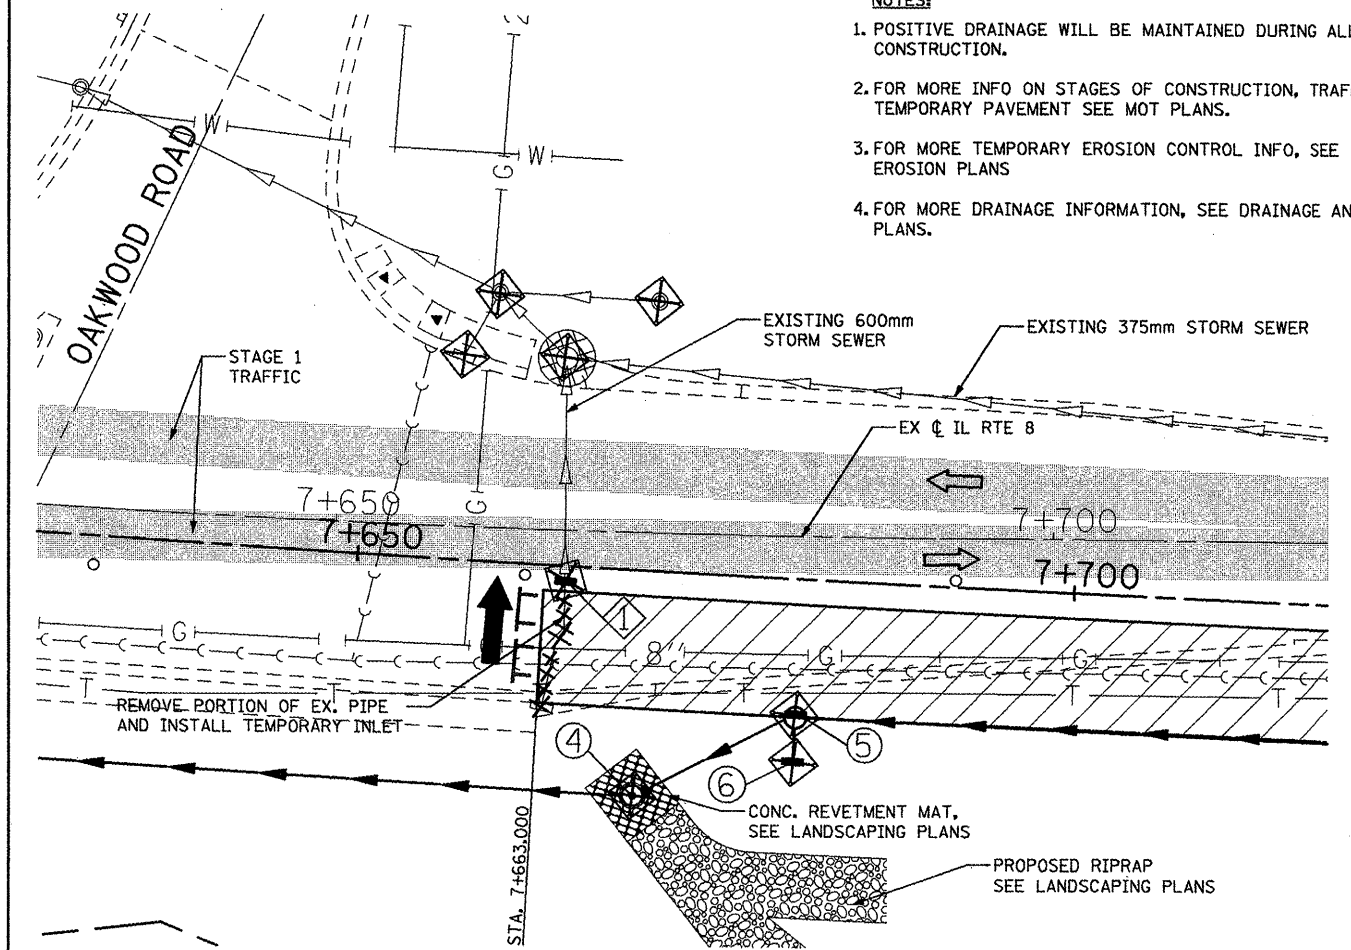 NOTES:
1. POSITIVE DRAINAGE WILL BE MAINTAINED DURING ALL
CONSTRUCTION.
2. FOR MORE INFO ON STAGES OF CONSTRUCTION, TRAF
TEMPORARY PAVEMENT SEE MOT PLANS.
3. FOR MORE TEMPORARY EROSION CONTROL INFO, SEE
EROSION PLANS
4. FOR MORE DRAINAGE INFORMATION, SEE DRAINAGE AN
PLANS.
W
W
G
OAKWOOD ROAD
EXISTING 600mm
STORM SEWER
EXISTING 375mm STORM SEWER
STAGE 1
TRAFFIC
T
EX ℄ IL RTE 8
G
7+650
7+650
7+700
7+700
1
G
8"
G
G
T
T
T
T
T
T
REMOVE PORTION OF EX. PIPE
AND INSTALL TEMPORARY INLET
4
5
6
CONC. REVETMENT MAT,
SEE LANDSCAPING PLANS
STA. 7+663.000
PROPOSED RIPRAP
SEE LANDSCAPING PLANS